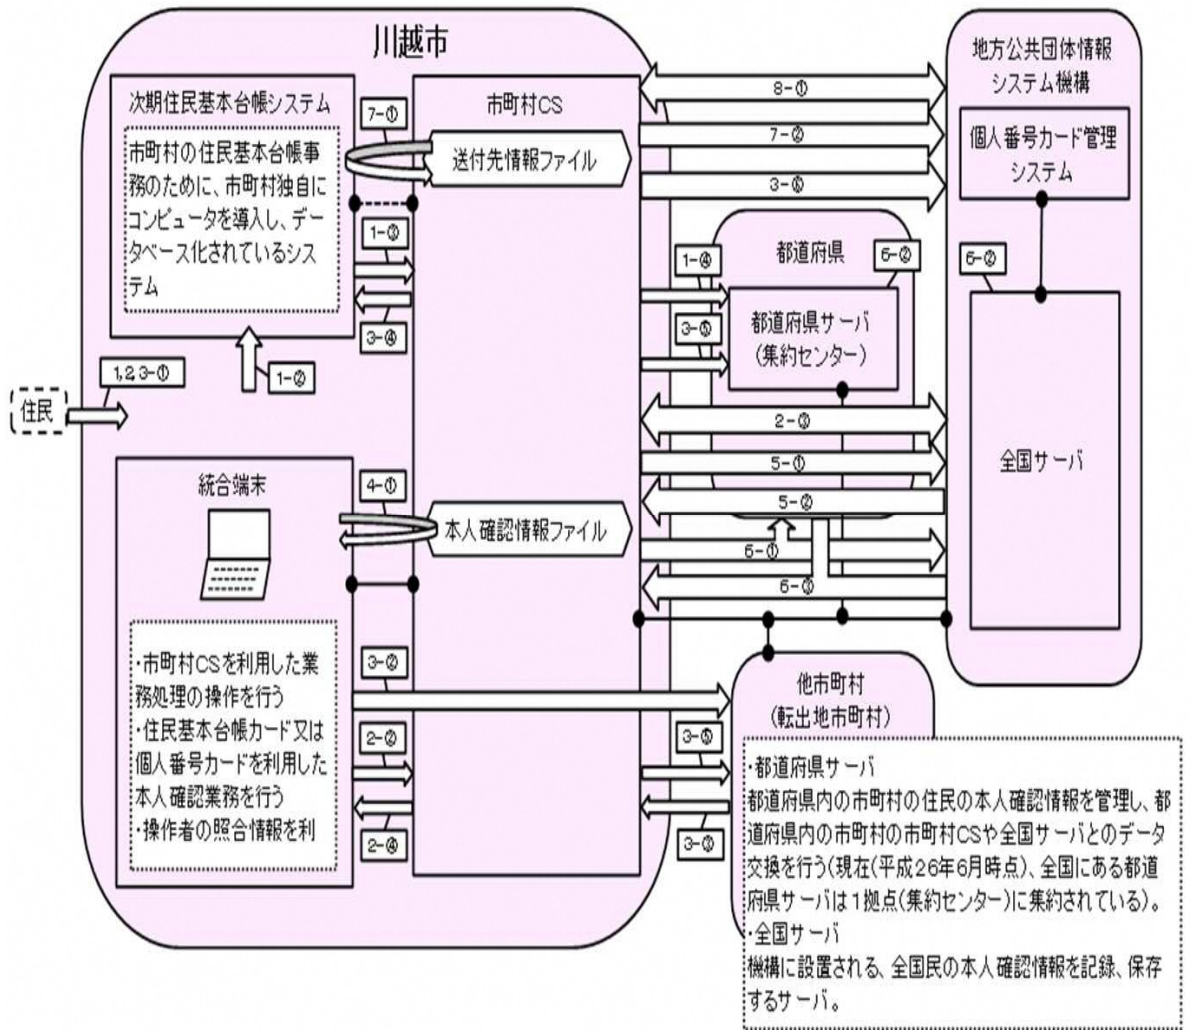 川越市
次期住民基本台帳システム
市町村の住民基本台帳事
務のために、市町村独自に
コンピュータを導入し、デー
タベース化されているシス
テム
7-①
市町村CS
送付先情報ファイル
1-③
3-④
1-②
1,2,3-①
住民
統合端末
4-①
本人確認情報ファイル
・市町村CSを利用した業
務処理の操作を行う
・住民基本台帳カード又は
個人番号カードを利用した
本人確認業務を行う
・操作者の照合情報を利
3-②
2-②
2-④
8-①
7-②
3-⑥
都道府県
1-④
6-②
3-⑤
都道府県サーバ
(集約センター)
2-③
5-①
5-②
6-①
6-③
地方公共団体情報
システム機構
個人番号カード管理
システム
6-②
全国サーバ
他市町村
(転出地市町村)
3-⑤
3-③
・都道府県サーバ
都道府県内の市町村の住民の本人確認情報を管理し、都
道府県内の市町村の市町村CSや全国サーバとのデータ
交換を行う(現在(平成26年6月時点)、全国にある都道
府県サーバは1拠点(集約センター)に集約されている)。
・全国サーバ
機構に設置される、全国民の本人確認情報を記録、保存
するサーバ。